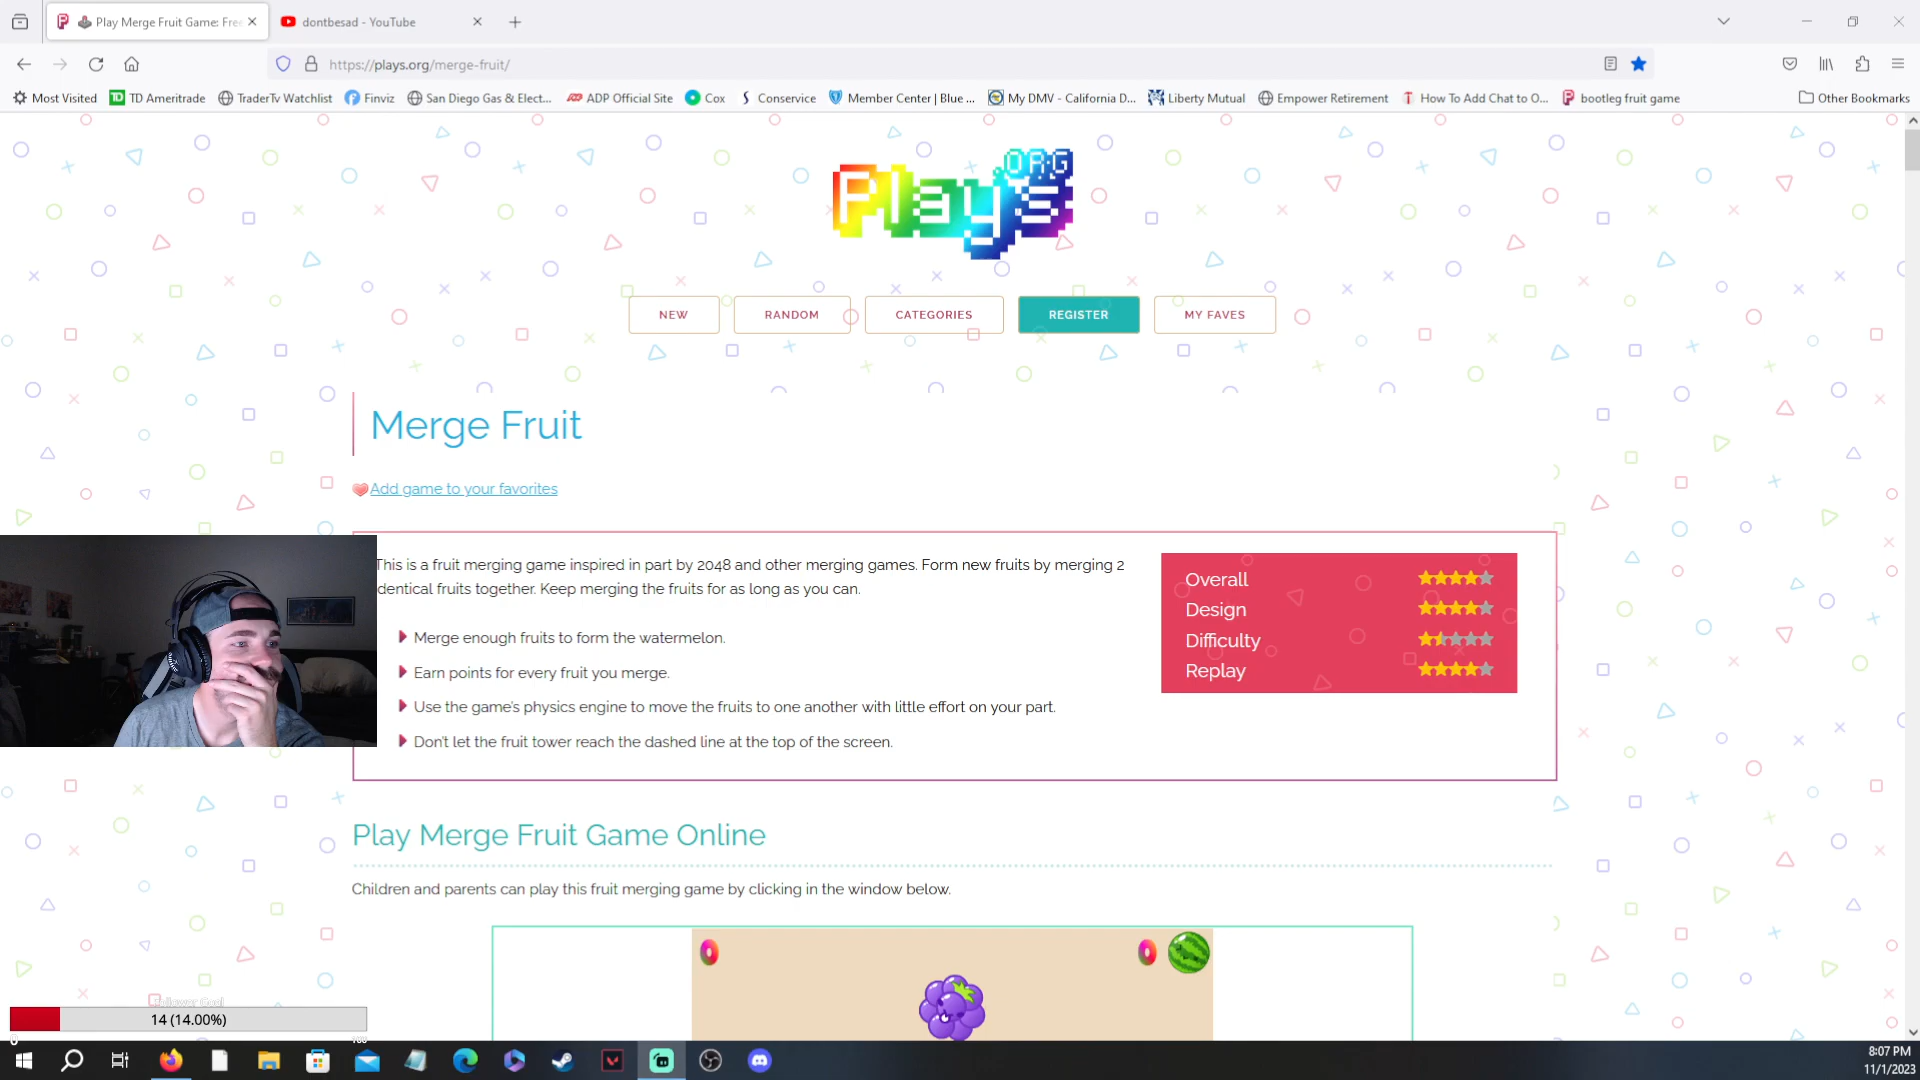 Play Merge Fruit Game: Free
dontbesad - YouTube
https://plays.org/merge-fruit/
Most Visited
TD Ameritrade
TraderTv Watchlist
Finviz
San Diego Gas & Elect...
ADP Official Site
Cox
Conservice
Member Center | Blue ...
My DMV - California D...
Liberty Mutual
Empower Retirement
How To Add Chat to O...
bootleg fruit game
Other Bookmarks
Plays
.ORG
NEW
RANDOM
CATEGORIES
REGISTER
MY FAVES
Merge Fruit
Add game to your favorites
This is a fruit merging game inspired in part by 2048 and other merging games. Form new fruits by merging 2
dentical fruits together. Keep merging the fruits for as long as you can.
Merge enough fruits to form the watermelon.
Earn points for every fruit you merge.
Use the game's physics engine to move the fruits to one another with little effort on your part.
Don't let the fruit tower reach the dashed line at the top of the screen.
Overall
Design
Difficulty
Replay
Play Merge Fruit Game Online
Children and parents can play this fruit merging game by clicking in the window below.
0
0
Follower Goal
14 (14.00%)
0
100
8:07 PM
11/1/2023